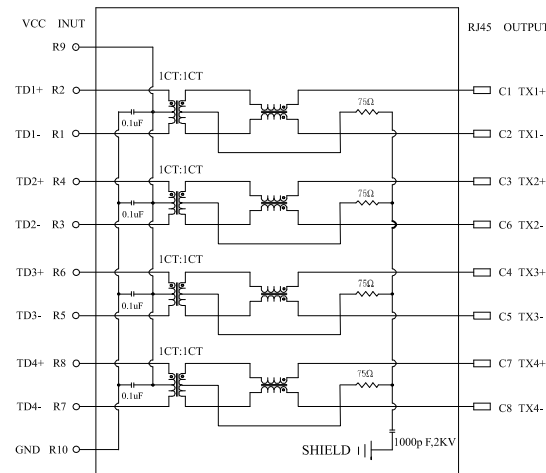 VCC INUT
RJ45 OUTPUT
R9
1CT:1CT
TD1+ R2
C1 TX1+
75Ω
0.1uF
TD1- R1
C2 TX1-
1CT:1CT
TD2+ R4
C3 TX2+
75Ω
0.1uF
TD2- R3
C6 TX2-
1CT:1CT
TD3+ R6
C4 TX3+
75Ω
0.1uF
TD3- R5
C5 TX3-
1CT:1CT
TD4+ R8
C7 TX4+
75Ω
0.1uF
TD4- R7
C8 TX4-
GND R10
SHIELD
1000p F,2KV